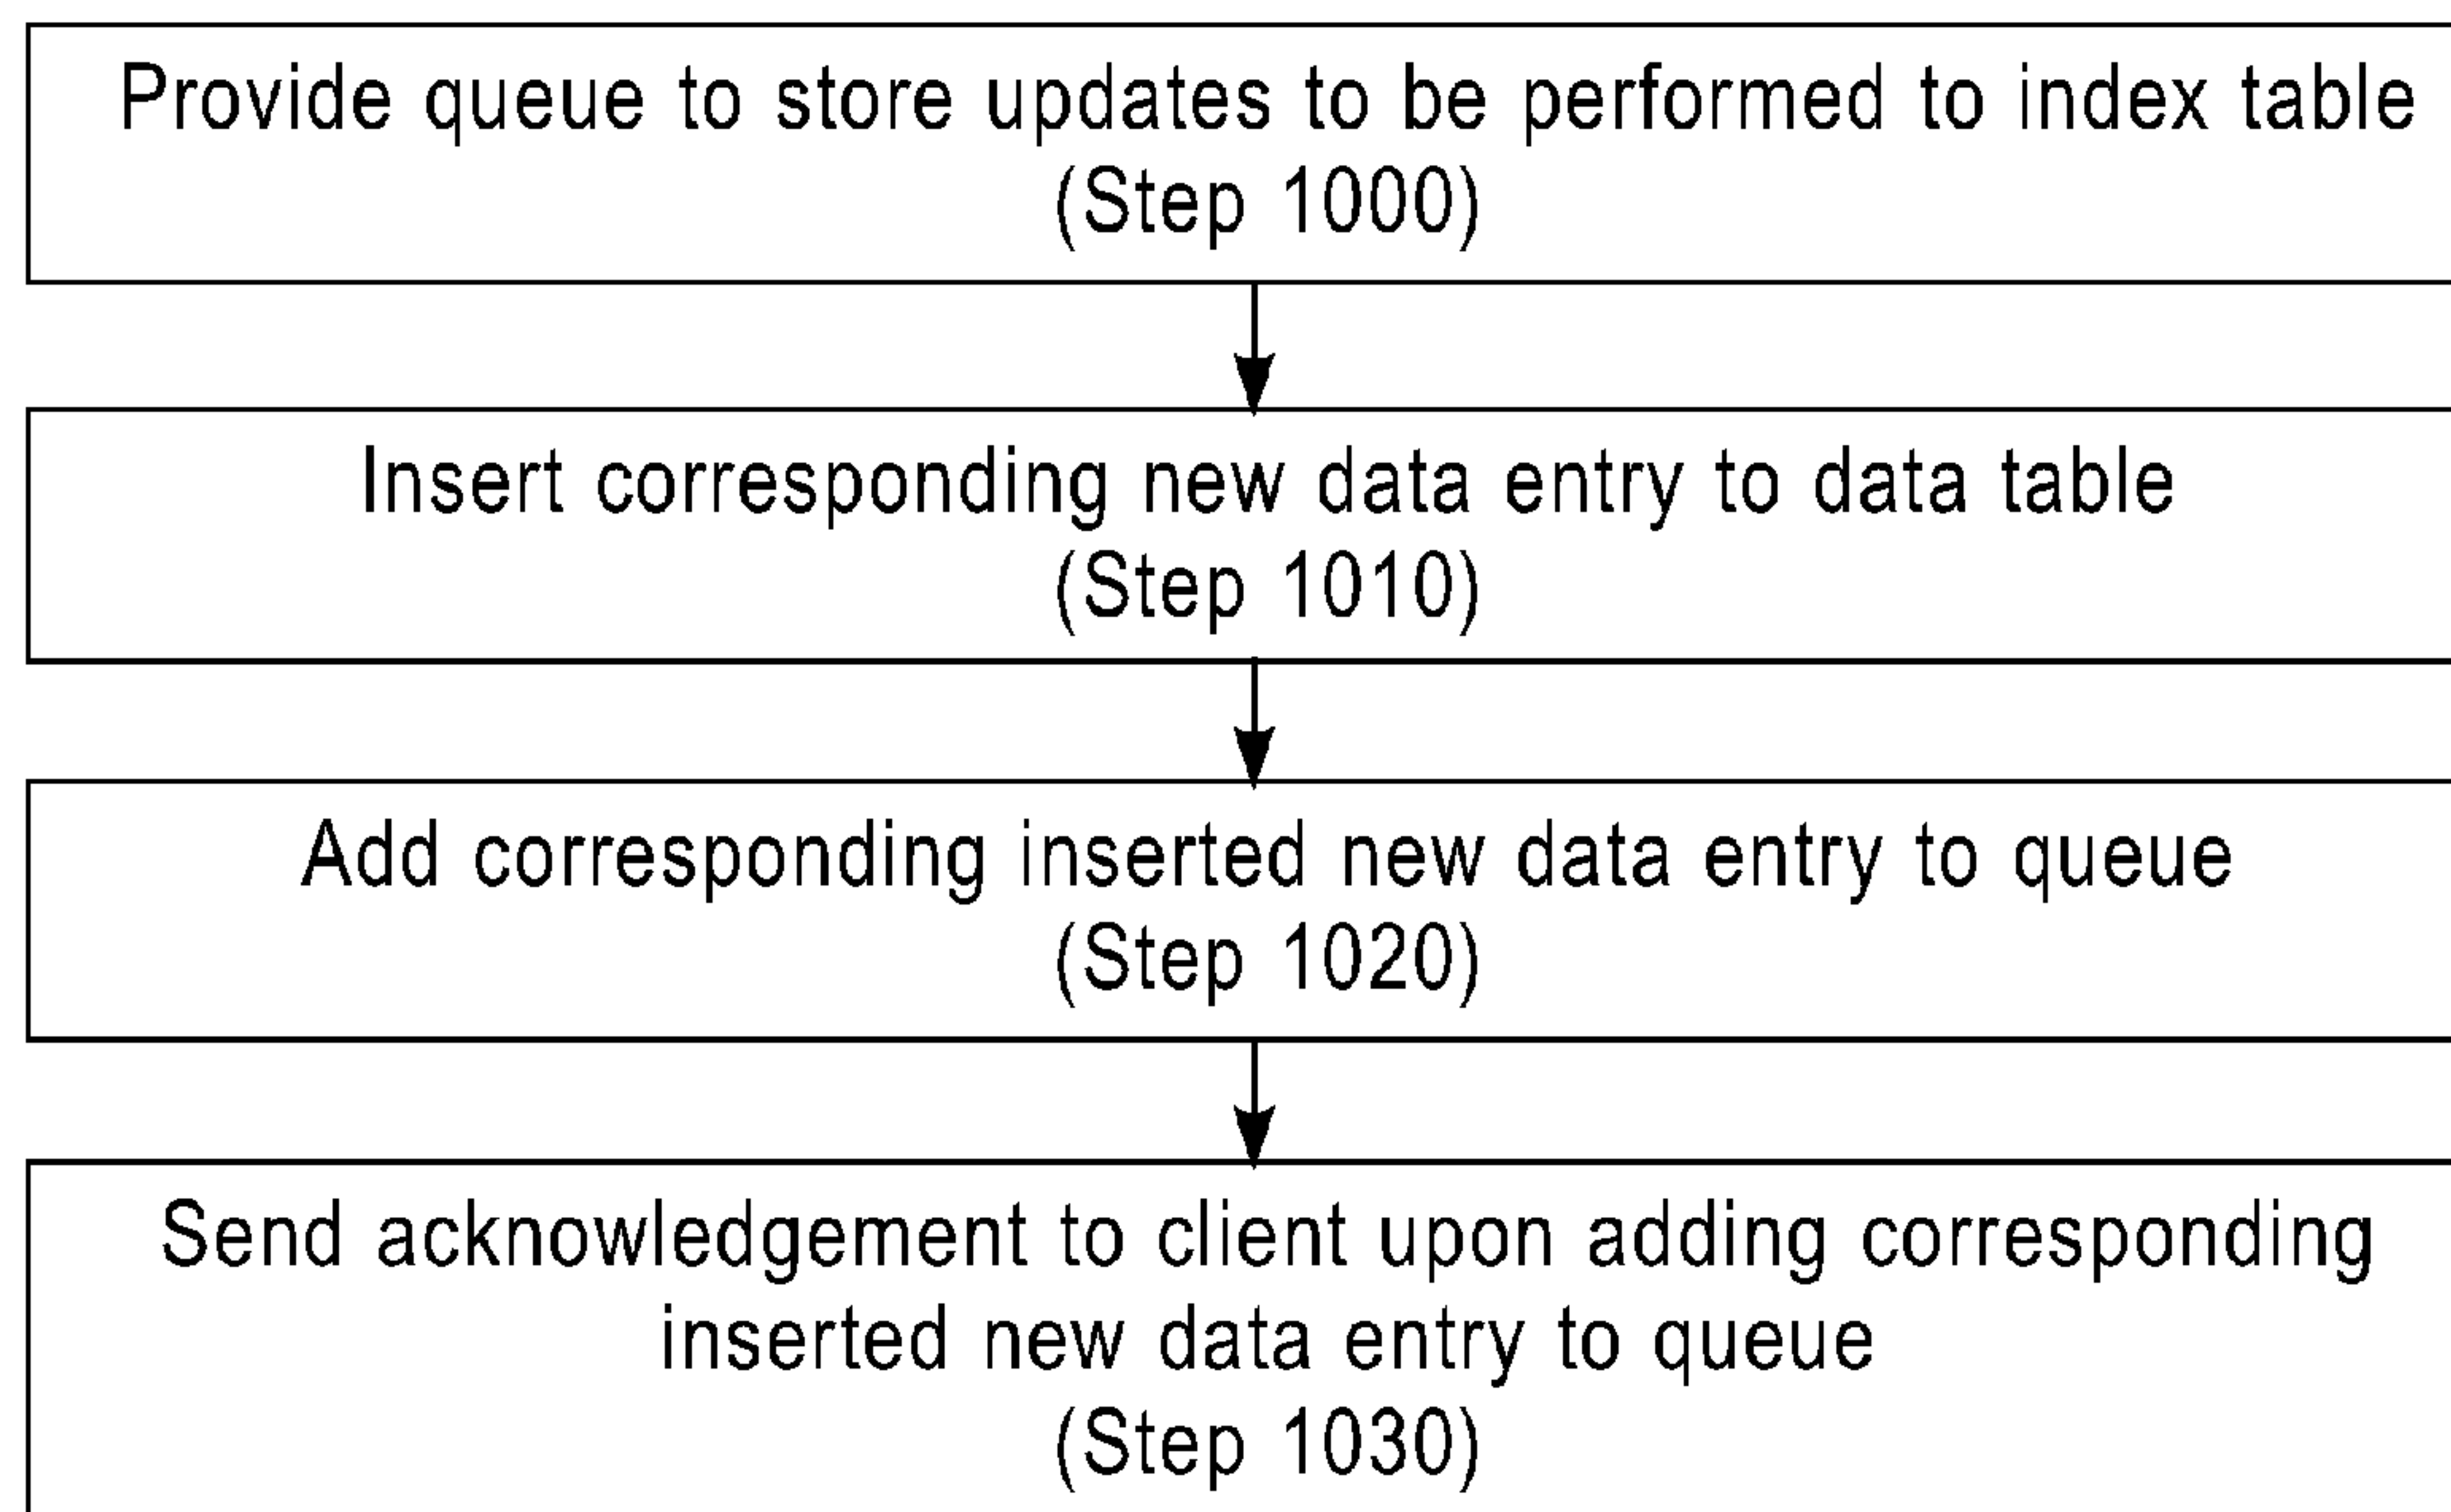 Provide queue to store updates to be performed to index table
(Step 1000)
Insert corresponding new data entry to data table
(Step 1010)
Add corresponding inserted new data entry to queue
(Step 1020)
Send acknowledgement to client upon adding corresponding
inserted new data entry to queue
(Step 1030)